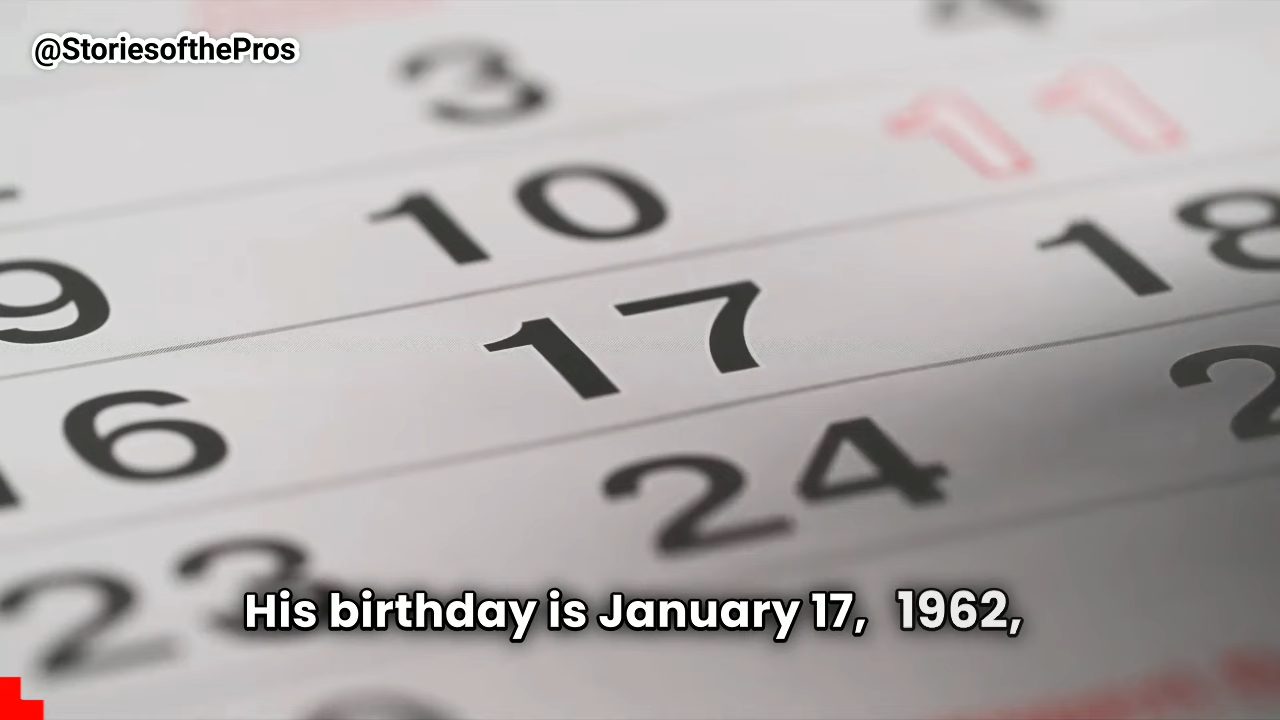 @StoriesofthePros
3
10 11
9 17 18
16 24
23
His birthday is January 17, 1962,